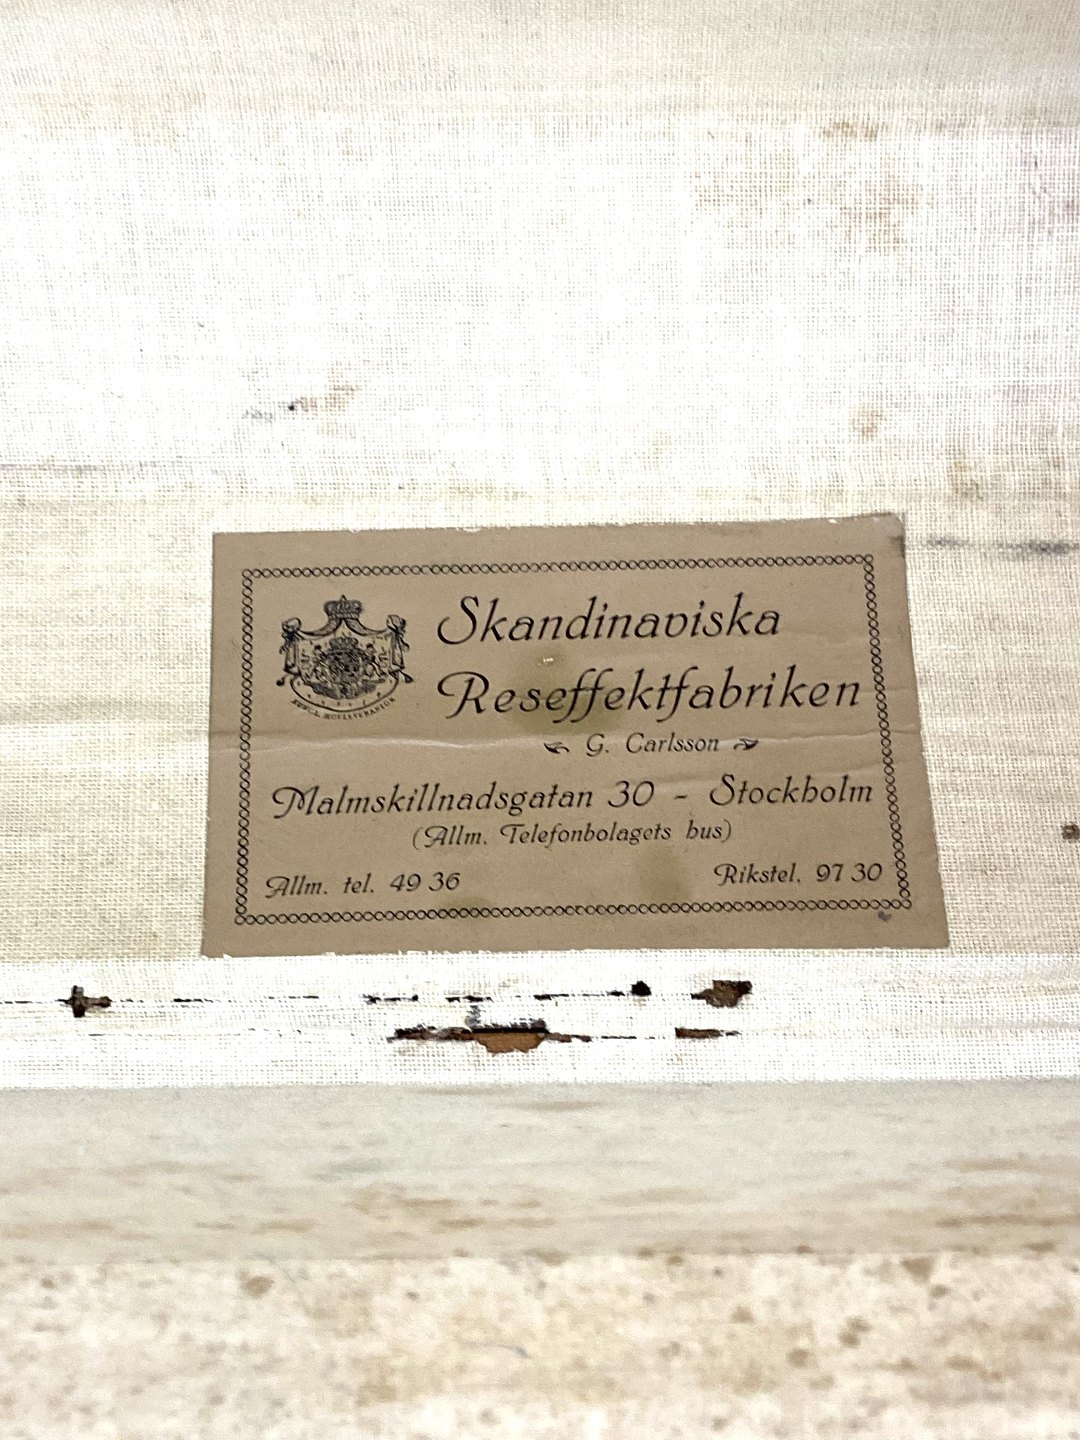 Skandinaviska
Reseffektfabriken
G. Carlsson
Malmskillnadsgatan 30 - Stockholm
(Allm. Telefonbolagets hus)
Allm. tel. 49 36
Rikstel. 97 30